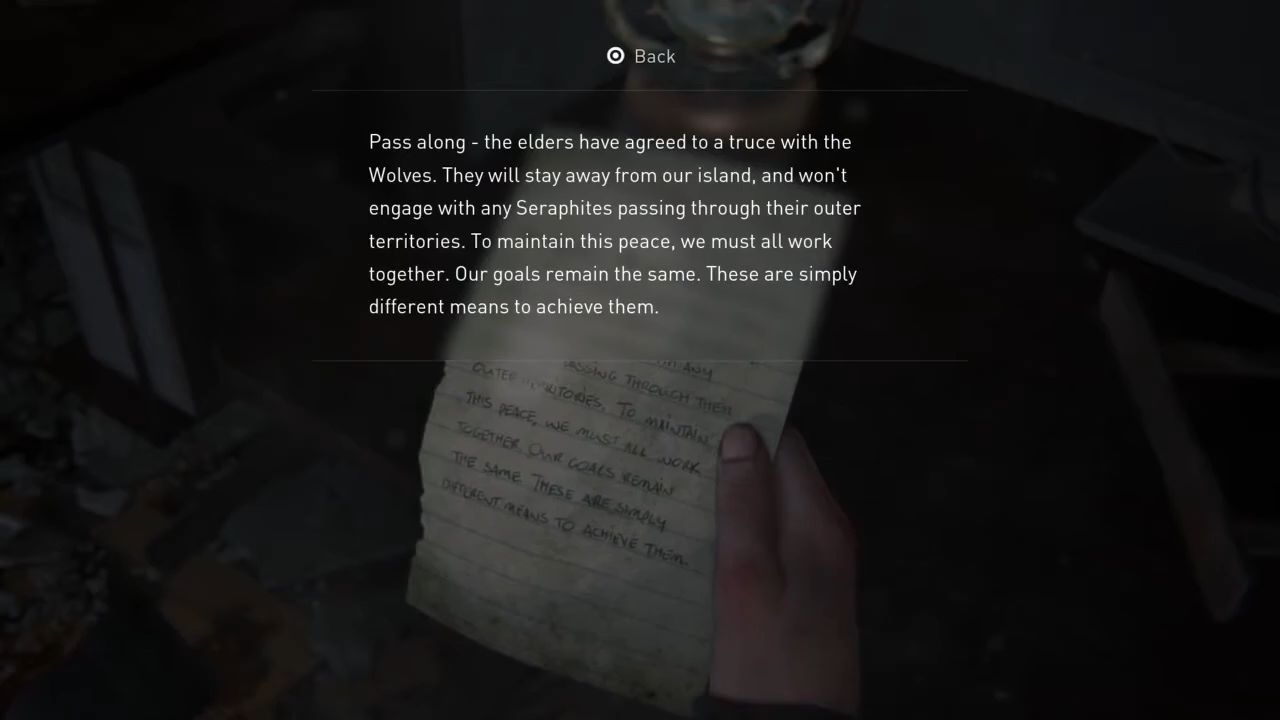 Back
Pass along - the elders have agreed to a truce with the
Wolves. They will stay away from our island, and won't
engage with any Seraphites passing through their outer
territories. To maintain this peace, we must all work
together. Our goals remain the same. These are simply
different means to achieve them.
ANY
PASSING THROUGH THEIR
OUTER TERRITORIES. TO MAINTAIN
THIS PEACE, WE MUST ALL WORK
TOGETHER. OUR GOALS REMAIN
THE SAME. THESE ARE SIMPLY
DIFFERENT MEANS TO ACHIEVE THEM.